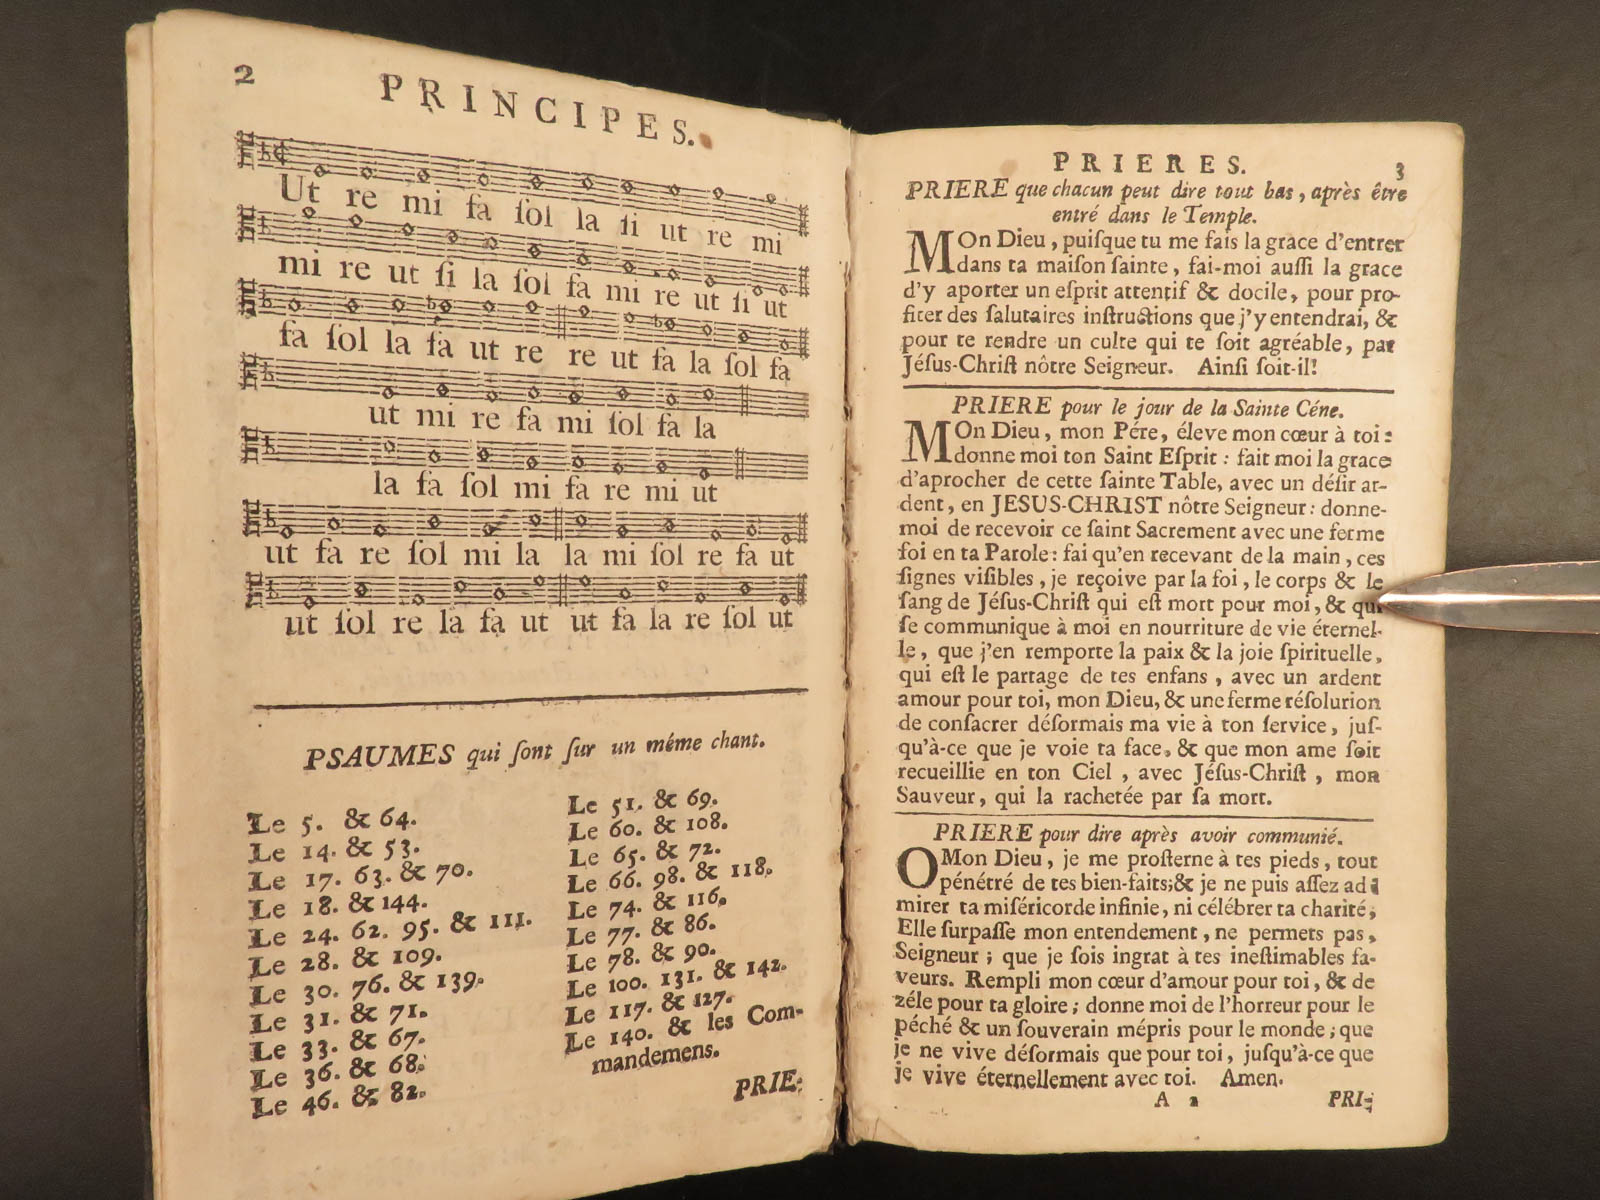 2
PRINCIPES.
Ut re mi fa ſol la ſi ut re mi
mi re ut ſi la ſol fa mi re ut ſi ut
fa ſol la fa ut re re ut fa la ſol fa
ut mi re fa mi ſol fa la
la fa ſol mi fa re mi ut
ut fa re ſol mi la la mi ſol re fa ut
ut ſol re la fa ut ut fa la re ſol ut
PSAUMES qui ſont ſur un méme chant.
Le 5. & 64.
Le 14. & 53.
Le 17. 63. & 70.
Le 18. & 144.
Le 24. 62. 95. & 111.
Le 28. & 109.
Le 30. 76. & 139.
Le 31. & 71.
Le 33. & 67.
Le 36. & 68.
Le 46. & 82.
Le 51. & 69.
Le 60. & 108.
Le 65. & 72.
Le 66. 98. & 118.
Le 74. & 116.
Le 77. & 86.
Le 78. & 90.
Le 100. 131. & 142.
Le 117. & 127.
Le 140. & les Com-
mandemens.
PRIE-
PRIERES. 3
PRIERE que chacun peut dire tout bas, après être
entré dans le Temple.
MOn Dieu, puiſque tu me fais la grace d'entrer
dans ta maiſon ſainte, fai-moi auſſi la grace
d'y aporter un eſprit attentif & docile, pour pro-
fiter des ſalutaires inſtructions que j'y entendrai, &
pour te rendre un culte qui te ſoit agréable, par
Jéſus-Chriſt nôtre Seigneur. Ainſi ſoit-il!
PRIERE pour le jour de la Sainte Céne.
MOn Dieu, mon Pére, éleve mon cœur à toi:
donne moi ton Saint Eſprit: fait moi la grace
d'aprocher de cette ſainte Table, avec un déſir ar-
dent, en JESUS-CHRIST nôtre Seigneur: donne-
moi de recevoir ce ſaint Sacrement avec une ferme
foi en ta Parole: fai qu'en recevant de la main, ces
ſignes viſibles, je reçoive par la foi, le corps & le
ſang de Jéſus-Chriſt qui eſt mort pour moi, & qui
ſe communique à moi en nourriture de vie éternel-
le, que j'en remporte la paix & la joie ſpirituelle,
qui eſt le partage de tes enfans, avec un ardent
amour pour toi, mon Dieu, & une ferme réſolurion
de conſacrer déſormais ma vie à ton ſervice, juſ-
qu'à-ce que je voie ta face, & que mon ame ſoit
recueillie en ton Ciel, avec Jéſus-Chriſt, mon
Sauveur, qui la rachetée par ſa mort.
PRIERE pour dire après avoir communié.
OMon Dieu, je me proſterne à tes pieds, tout
pénétré de tes bien-faits;& je ne puis aſſez ad
mirer ta miſéricorde infinie, ni célébrer ta charité,
Elle ſurpaſſe mon entendement, ne permets pas,
Seigneur; que je ſois ingrat à tes ineſtimables fa-
veurs. Rempli mon cœur d'amour pour toi, & de
zéle pour ta gloire; donne moi de l'horreur pour le
péché & un ſouverain mépris pour le monde; que
je ne vive déſormais que pour toi, juſqu'à-ce que
je vive éternellement avec toi. Amen.
A 2 PRI-